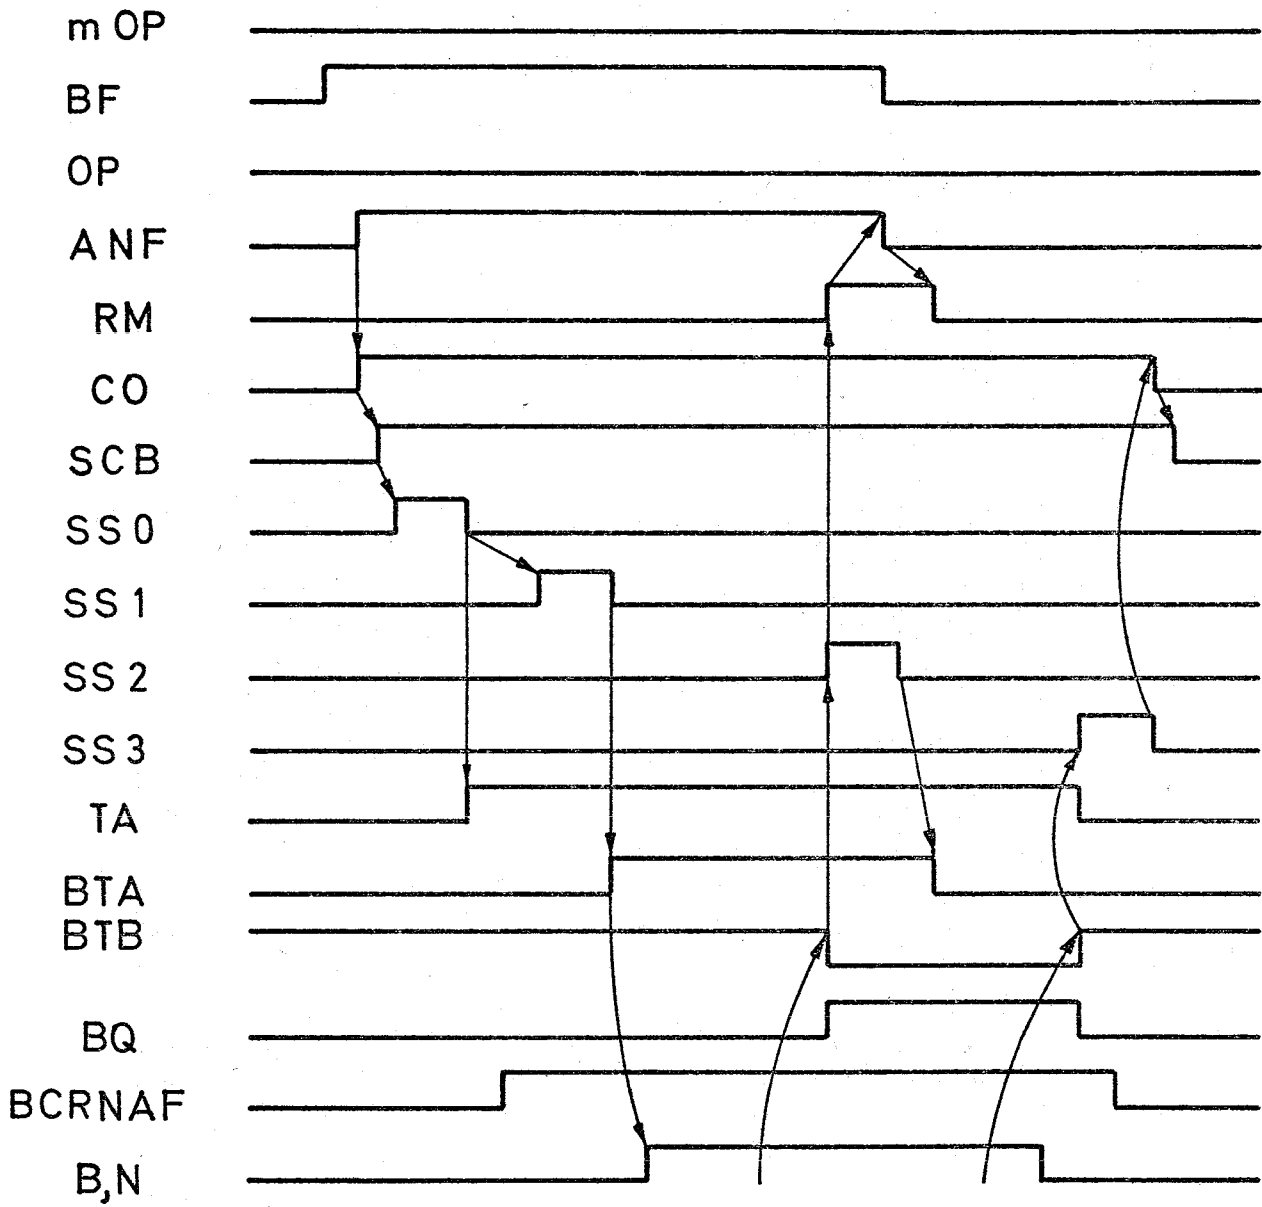 m OP
BF
OP
ANF
RM
CO
SCB
SS0
SS1
SS2
SS3
TA
BTA
BTB
BQ
BCRNAF
B,N